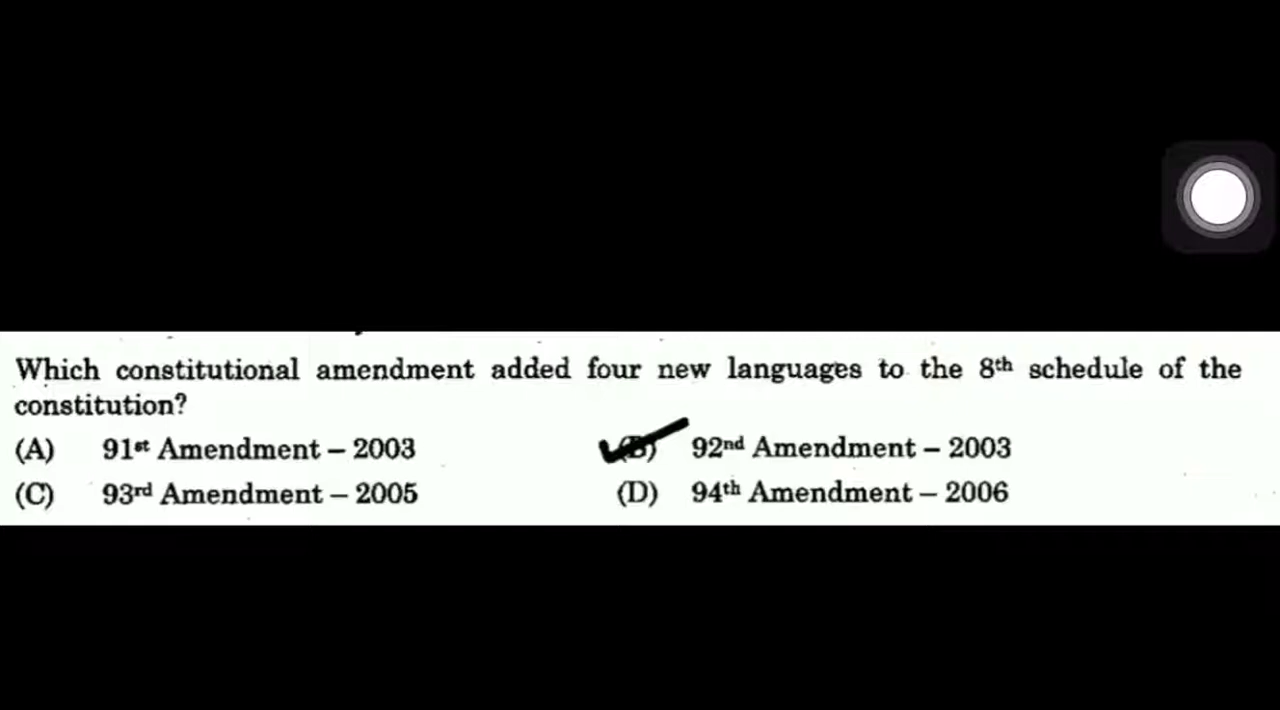 Which constitutional amendment added four new languages to the 8th schedule of the
constitution?
(A) 91st Amendment – 2003 (B) 92nd Amendment – 2003
(C) 93rd Amendment – 2005 (D) 94th Amendment – 2006